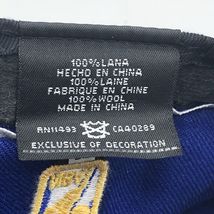 100%LANA
HECHO EN CHINA
100%LAINE
FABRIQUE EN CHINE
100%WOOL
MADE IN CHINA
RN11493 CA40289
EXCLUSIVE OF DECORATION